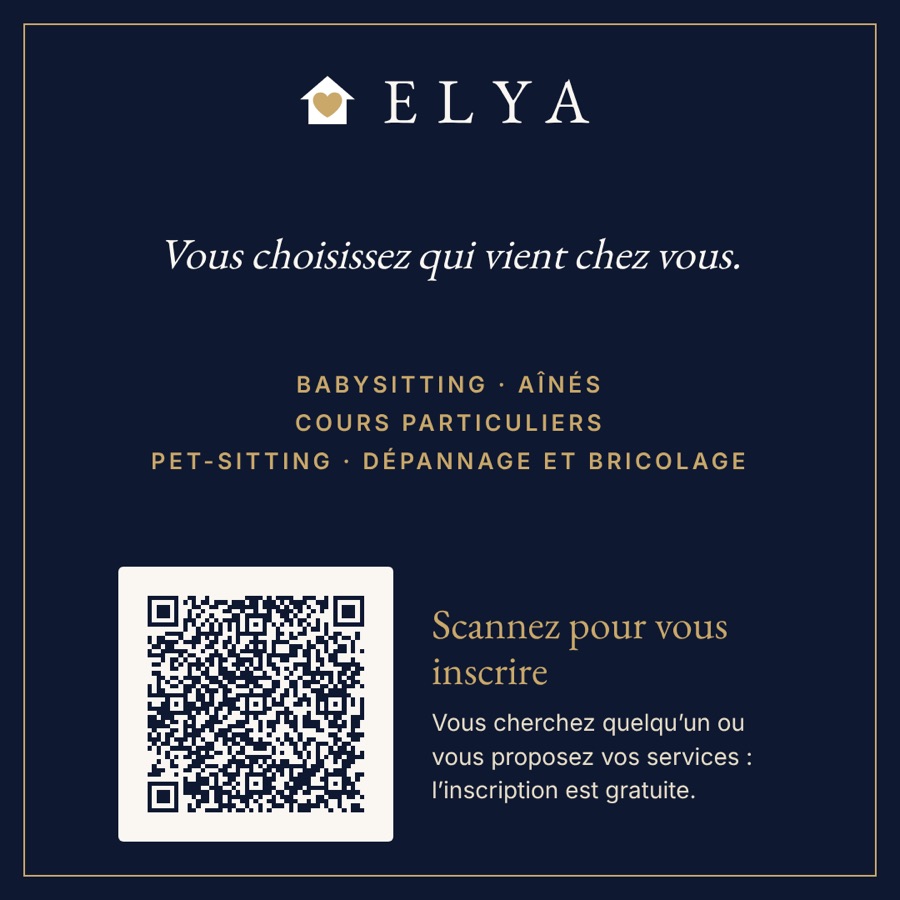 ELYA
Vous choisissez qui vient chez vous.
BABYSITTING · AÎNÉS
COURS PARTICULIERS
PET-SITTING · DÉPANNAGE ET BRICOLAGE
Scannez pour vous
inscrire
Vous cherchez quelqu’un ou
vous proposez vos services :
l’inscription est gratuite.